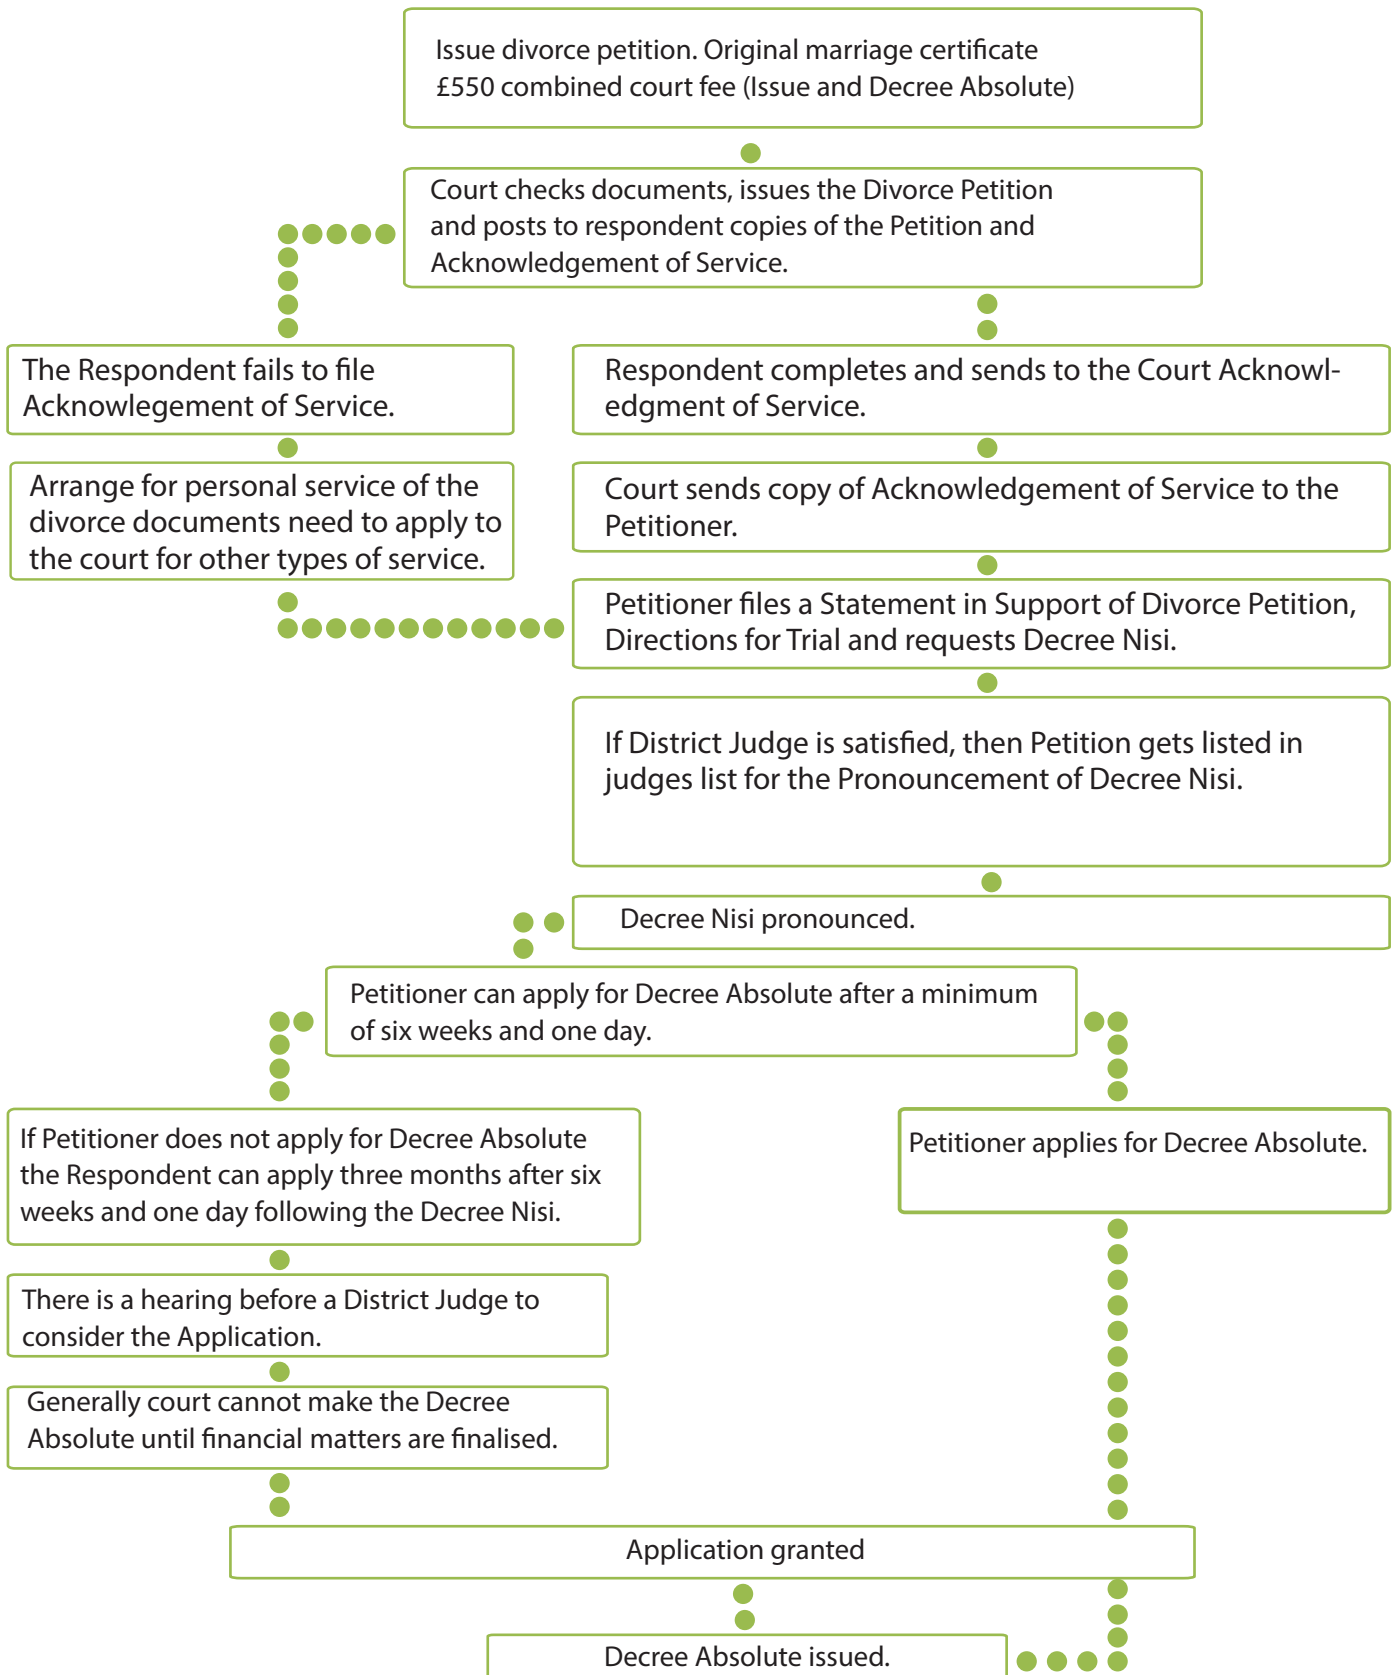 Issue divorce petition. Original marriage certificate
£550 combined court fee (Issue and Decree Absolute)
Court checks documents, issues the Divorce Petition
and posts to respondent copies of the Petition and
Acknowledgement of Service.
The Respondent fails to file
Acknowlegement of Service.
Respondent completes and sends to the Court Acknowl-
edgment of Service.
Arrange for personal service of the
divorce documents need to apply to
the court for other types of service.
Court sends copy of Acknowledgement of Service to the
Petitioner.
Petitioner files a Statement in Support of Divorce Petition,
Directions for Trial and requests Decree Nisi.
If District Judge is satisfied, then Petition gets listed in
judges list for the Pronouncement of Decree Nisi.
Decree Nisi pronounced.
Petitioner can apply for Decree Absolute after a minimum
of six weeks and one day.
If Petitioner does not apply for Decree Absolute
the Respondent can apply three months after six
weeks and one day following the Decree Nisi.
Petitioner applies for Decree Absolute.
There is a hearing before a District Judge to
consider the Application.
Generally court cannot make the Decree
Absolute until financial matters are finalised.
Application granted
Decree Absolute issued.